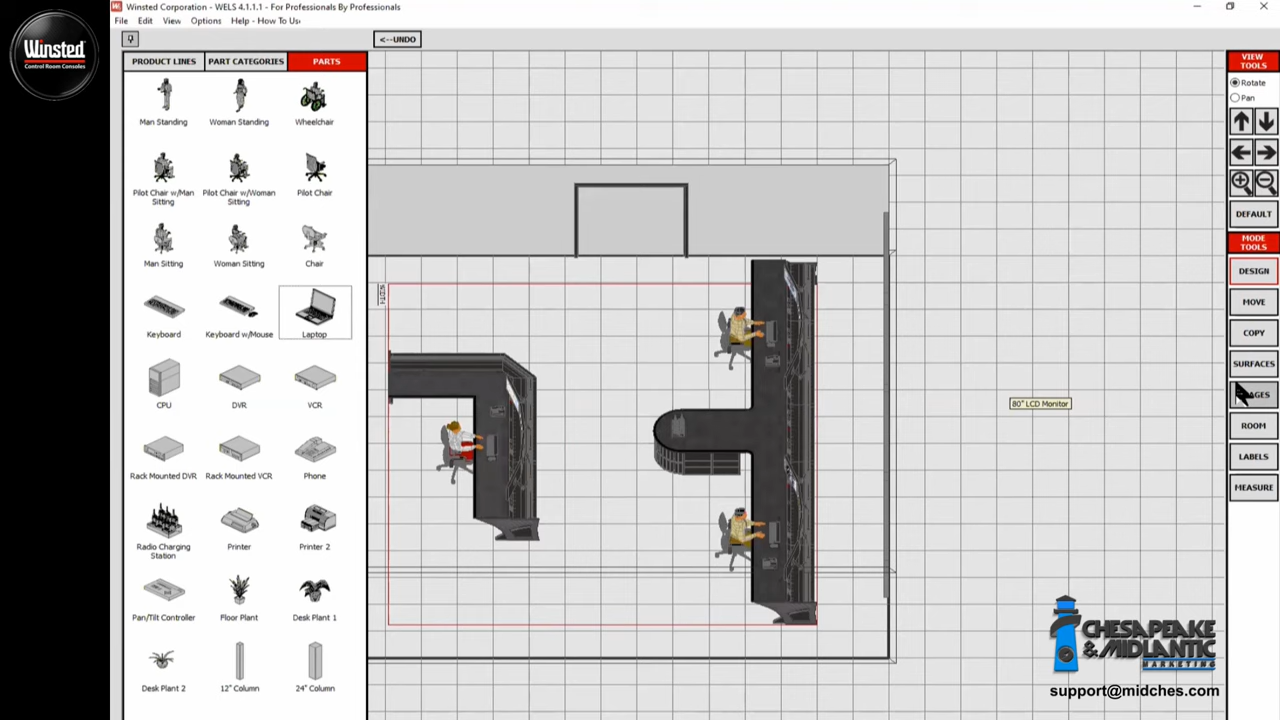 Winsted
Control Room Consoles
Winsted Corporation - WELS 4.1.1.1 - For Professionals By Professionals
File Edit View Options Help - How To Us
<--UNDO
PRODUCT LINES PART CATEGORIES PARTS
Man Standing Woman Standing Wheelchair
Pilot Chair w/Man Sitting Pilot Chair w/Woman Sitting Pilot Chair
Man Sitting Woman Sitting Chair
Keyboard Keyboard w/Mouse Laptop
CPU DVR VCR
Rack Mounted DVR Rack Mounted VCR Phone
Radio Charging Station Printer Printer 2
Pan/Tilt Controller Floor Plant Desk Plant 1
Desk Plant 2 12" Column 24" Column
80" LCD Monitor
VIEW
TOOLS
Rotate
Pan
DEFAULT
MODE
TOOLS
DESIGN
MOVE
COPY
SURFACES
AGES
ROOM
LABELS
MEASURE
CHESAPEAKE
& MIDLANTIC
MARKETING
support@midches.com